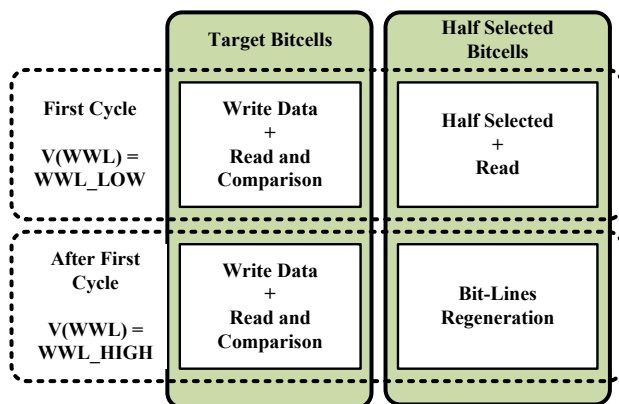 Target Bitcells
Half Selected
Bitcells
First Cycle
V(WWL) =
WWL_LOW
Write Data
+
Read and
Comparison
Half Selected
+
Read
After First
Cycle
V(WWL) =
WWL_HIGH
Write Data
+
Read and
Comparison
Bit-Lines
Regeneration